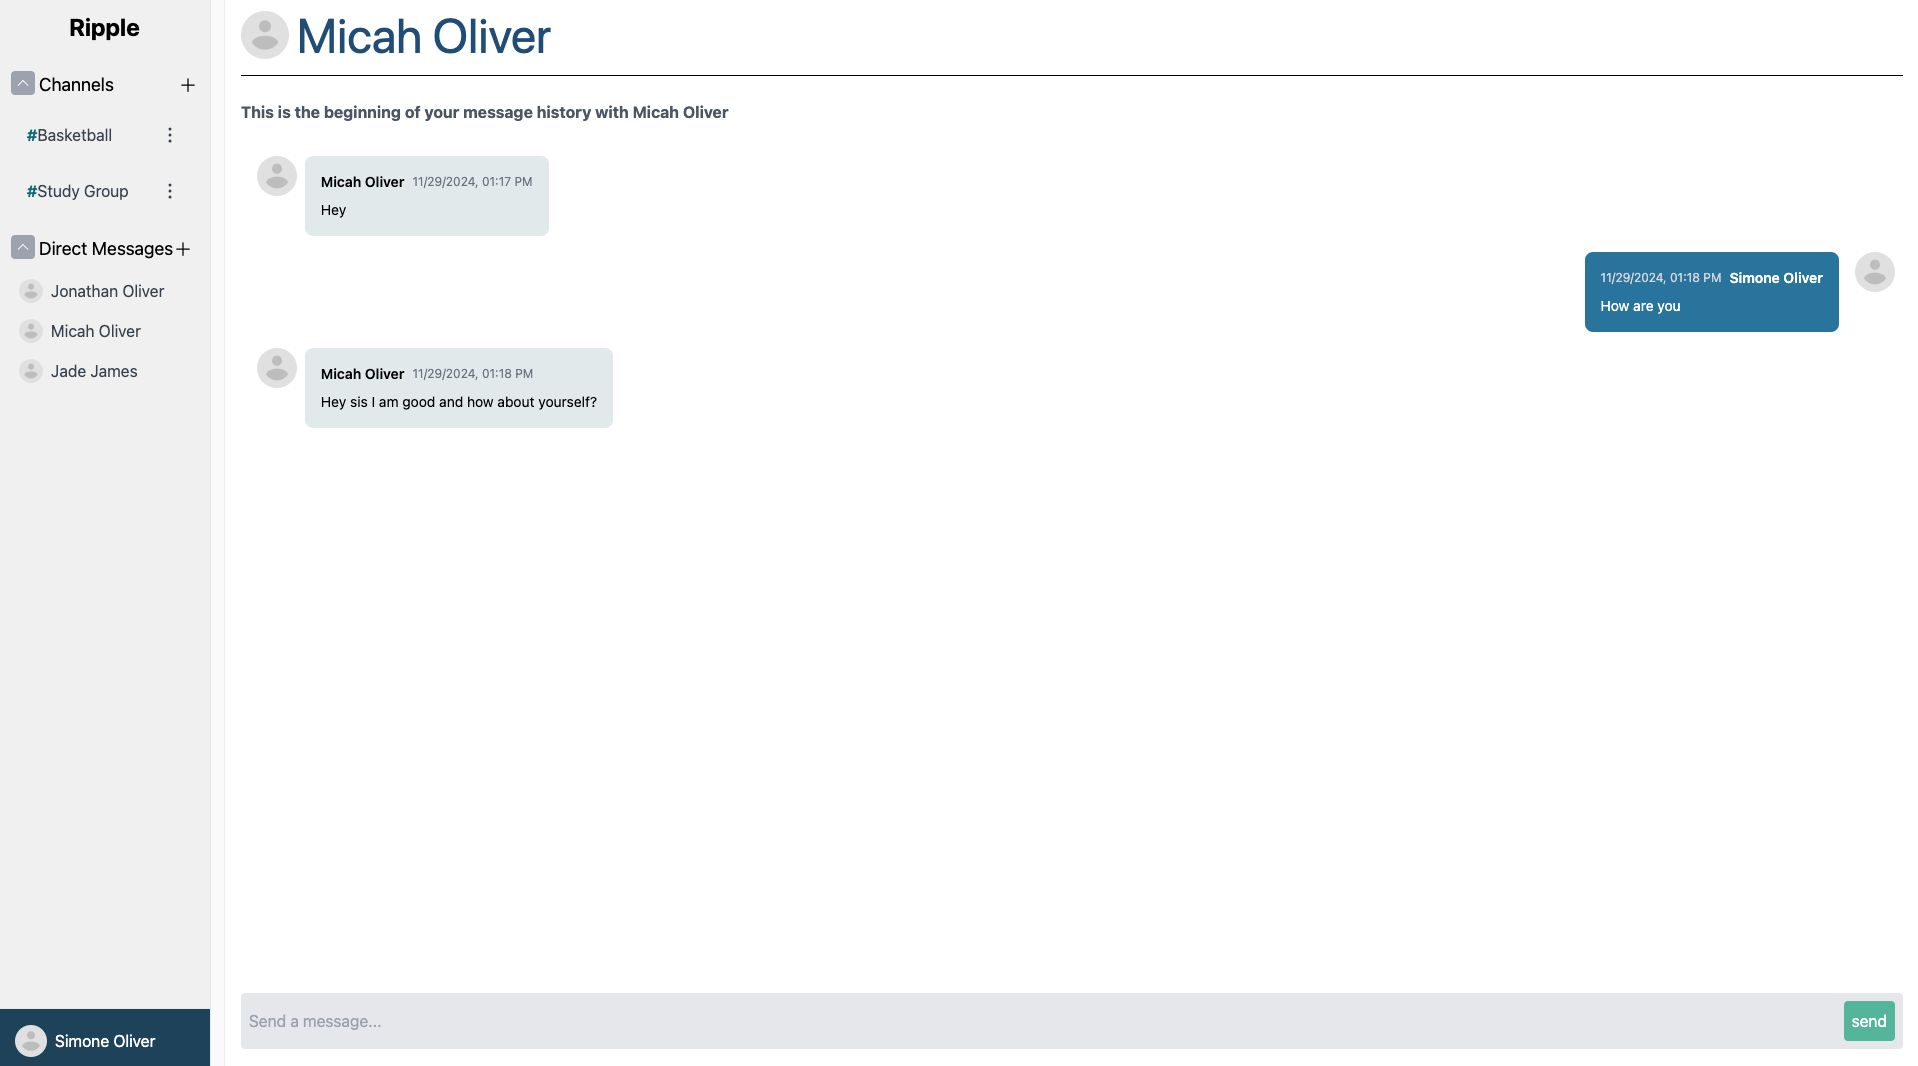 Ripple
Channels
#Basketball
#Study Group
Direct Messages
Jonathan Oliver
Micah Oliver
Jade James
Simone Oliver
Micah Oliver
This is the beginning of your message history with Micah Oliver
Micah Oliver 11/29/2024, 01:17 PM
Hey
11/29/2024, 01:18 PM Simone Oliver
How are you
Micah Oliver 11/29/2024, 01:18 PM
Hey sis I am good and how about yourself?
Send a message...
send